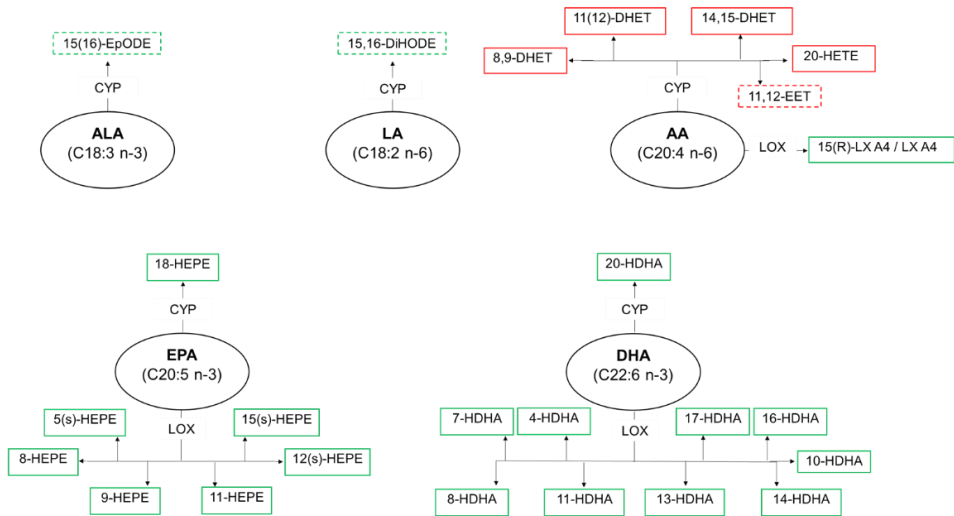 11(12)-DHET
14,15-DHET
15(16)-EpODE
15,16-DiHODE
8,9-DHET
20-HETE
CYP
CYP
CYP
11,12-EET
ALA
(C18:3 n-3)
LA
(C18:2 n-6)
AA
(C20:4 n-6)
LOX
15(R)-LX A4 / LX A4
18-HEPE
20-HDHA
CYP
CYP
EPA
(C20:5 n-3)
DHA
(C22:6 n-3)
5(s)-HEPE
LOX
15(s)-HEPE
7-HDHA
4-HDHA
LOX
17-HDHA
16-HDHA
8-HEPE
12(s)-HEPE
10-HDHA
9-HEPE
11-HEPE
8-HDHA
11-HDHA
13-HDHA
14-HDHA